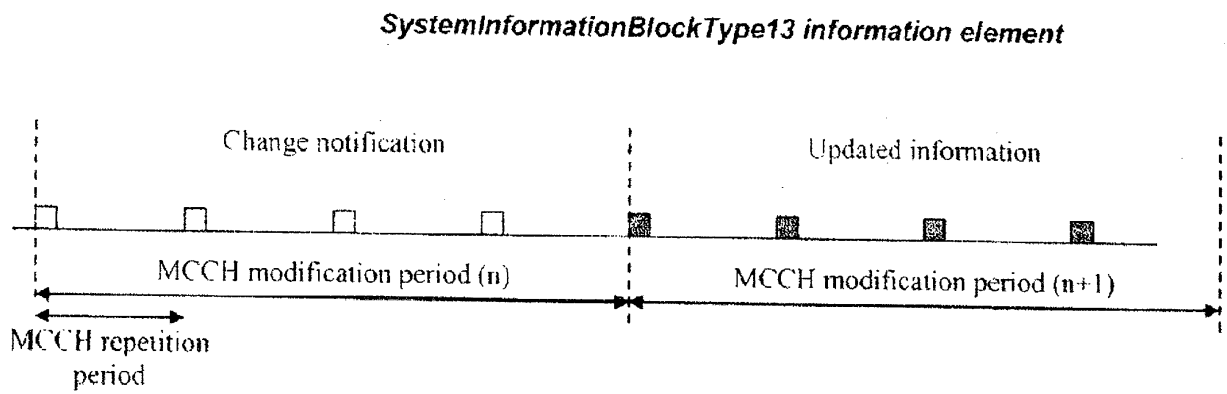 SystemInformationBlockType13 information element
Change notification
Updated information
MCCH modification period (n)
MCCH modification period (n+1)
MCCH repetition
period